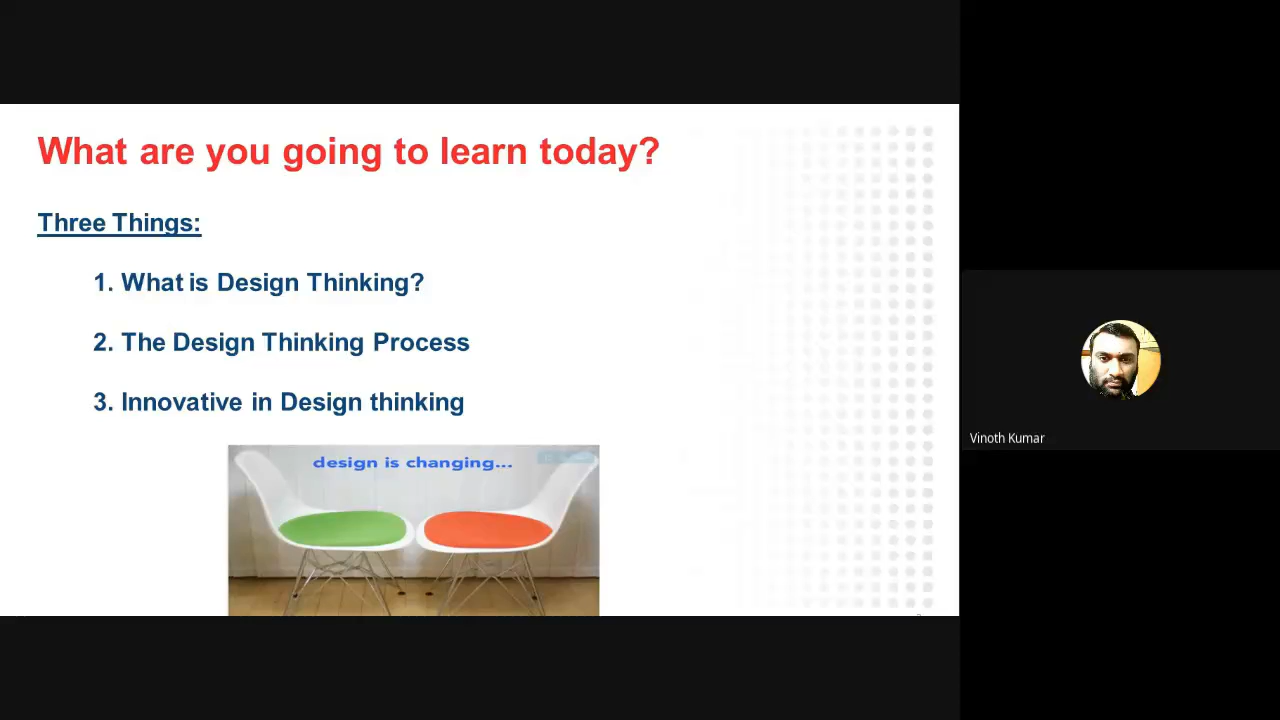 What are you going to learn today?
Three Things:
1. What is Design Thinking?
2. The Design Thinking Process
3. Innovative in Design thinking
design is changing...
Vinoth Kumar